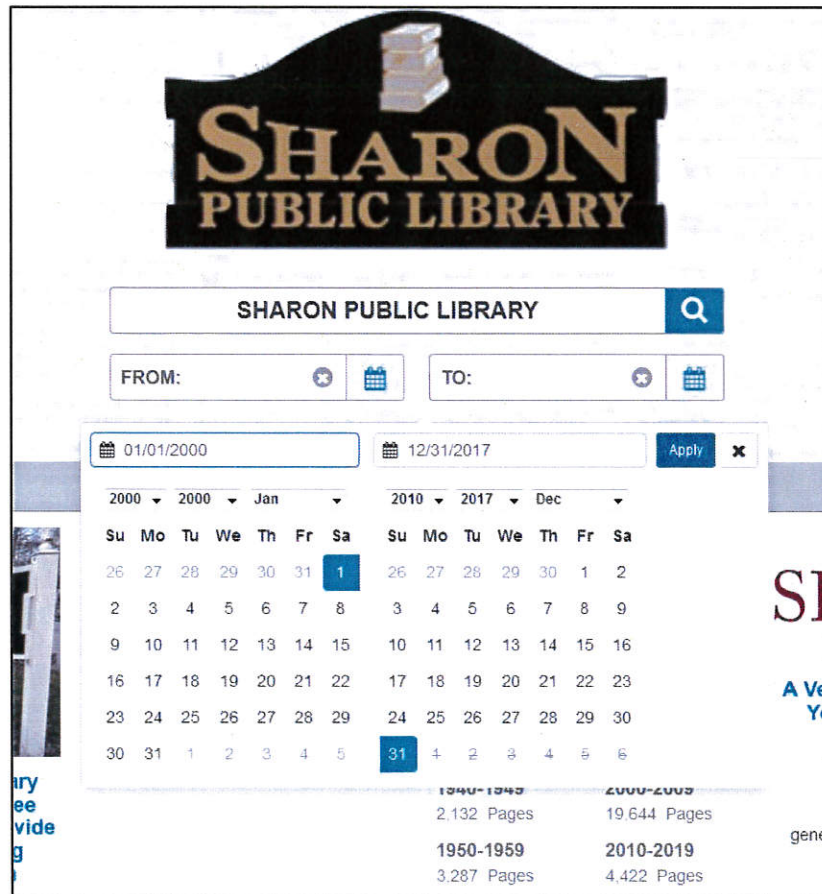 SHARON
PUBLIC LIBRARY
SHARON PUBLIC LIBRARY
FROM: TO:
01/01/2000 12/31/2017 Apply
2000 2000 Jan 2010 2017 Dec
Su Mo Tu We Th Fr Sa Su Mo Tu We Th Fr Sa
26 27 28 29 30 31 1 26 27 28 29 30 1 2
2 3 4 5 6 7 8 3 4 5 6 7 8 9
9 10 11 12 13 14 15 10 11 12 13 14 15 16
16 17 18 19 20 21 22 17 18 19 20 21 22 23
23 24 25 26 27 28 29 24 25 26 27 28 29 30
30 31 1 2 3 4 5 31 1 2 3 4 5 6
1940-1949 2000-2009
2,132 Pages 19,644 Pages
1950-1959 2010-2019
3,287 Pages 4,422 Pages